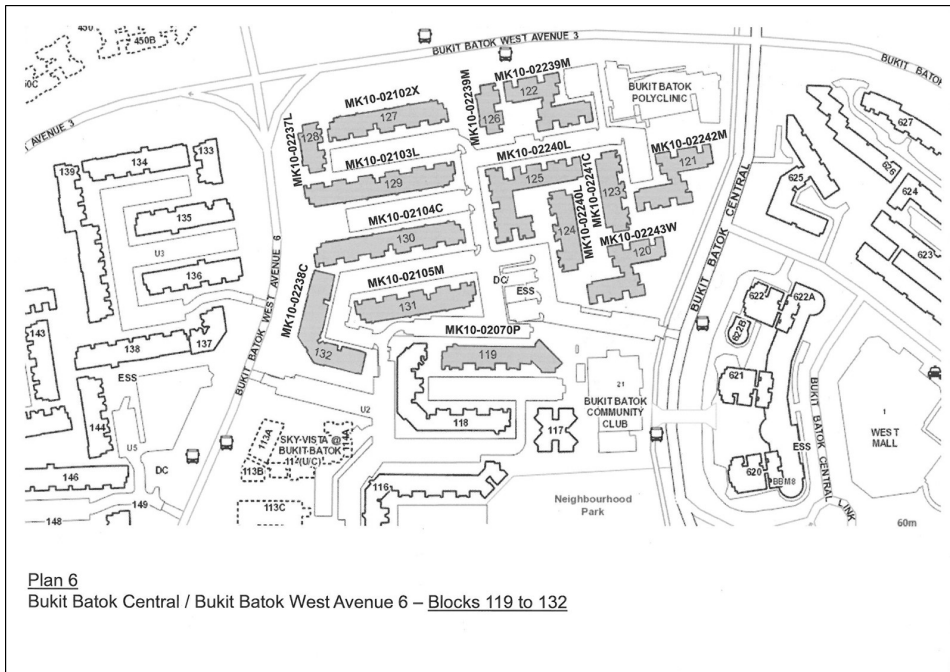 450
450B
50C
BUKIT BATOK WEST AVENUE 3
BUKIT BATOK
AVENUE 3
MK10-02239M
122
MK10-02239M
126
MK10-02102X
127
BUKIT BATOK
POLYCLINIC
627
MK10-02237L
128
133
134
139
MK10-02103L
129
MK10-02240L
125
MK10-02241C
123
MK10-02242M
121
625
626
624
135
MK10-02104C
130
MK10-02240L
124
MK10-02243W
120
BUKIT BATOK CENTRAL
623
U3
136
BUKIT BATOK WEST AVENUE 6
MK10-02238C
132
MK10-02105M
131
DC
ESS
622
622A
622B
143
137
138
MK10-02070P
119
ESS
621
21
BUKIT BATOK
COMMUNITY
CLUB
144
U2
118
117
1
WEST
MALL
U5
113A
114A
SKY-VISTA @
BUKIT-BATOK
114(U/C)
113B
ESS
BUKIT BATOK CENTRAL LINK
DC
146
116
620
BBM8
149
148
113C
Neighbourhood
Park
60m
Plan 6
Bukit Batok Central / Bukit Batok West Avenue 6 – Blocks 119 to 132